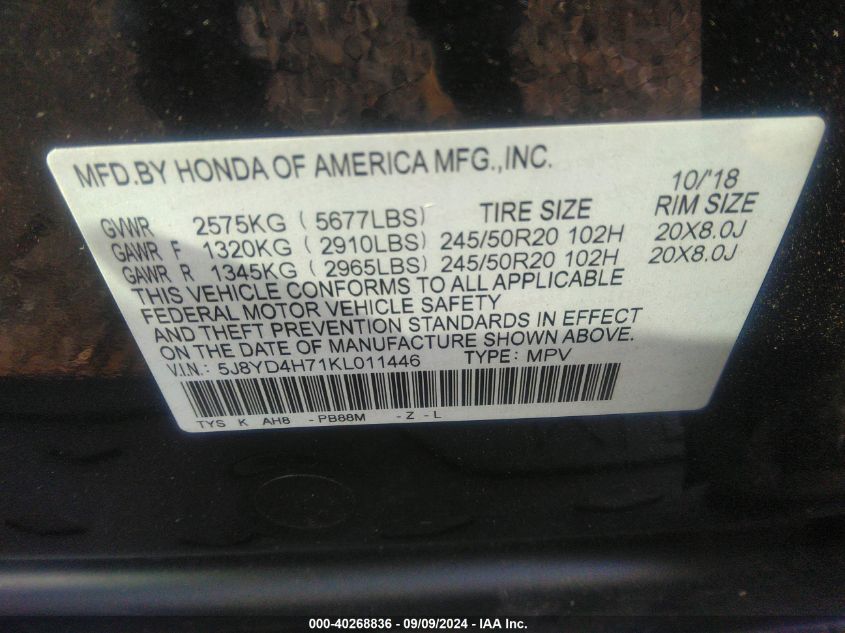 MFD.BY HONDA OF AMERICA MFG.,INC.
10/'18
GVWR 2575KG ( 5677LBS) TIRE SIZE RIM SIZE
GAWR F 1320KG ( 2910LBS) 245/50R20 102H 20X8.0J
GAWR R 1345KG ( 2965LBS) 245/50R20 102H 20X8.0J
THIS VEHICLE CONFORMS TO ALL APPLICABLE
FEDERAL MOTOR VEHICLE SAFETY
AND THEFT PREVENTION STANDARDS IN EFFECT
ON THE DATE OF MANUFACTURE SHOWN ABOVE.
V.I.N.: 5J8YD4H71KL011446 TYPE: MPV
TYS K AH8 -PB88M -Z-L
000-40268836 - 09/09/2024 - IAA Inc.